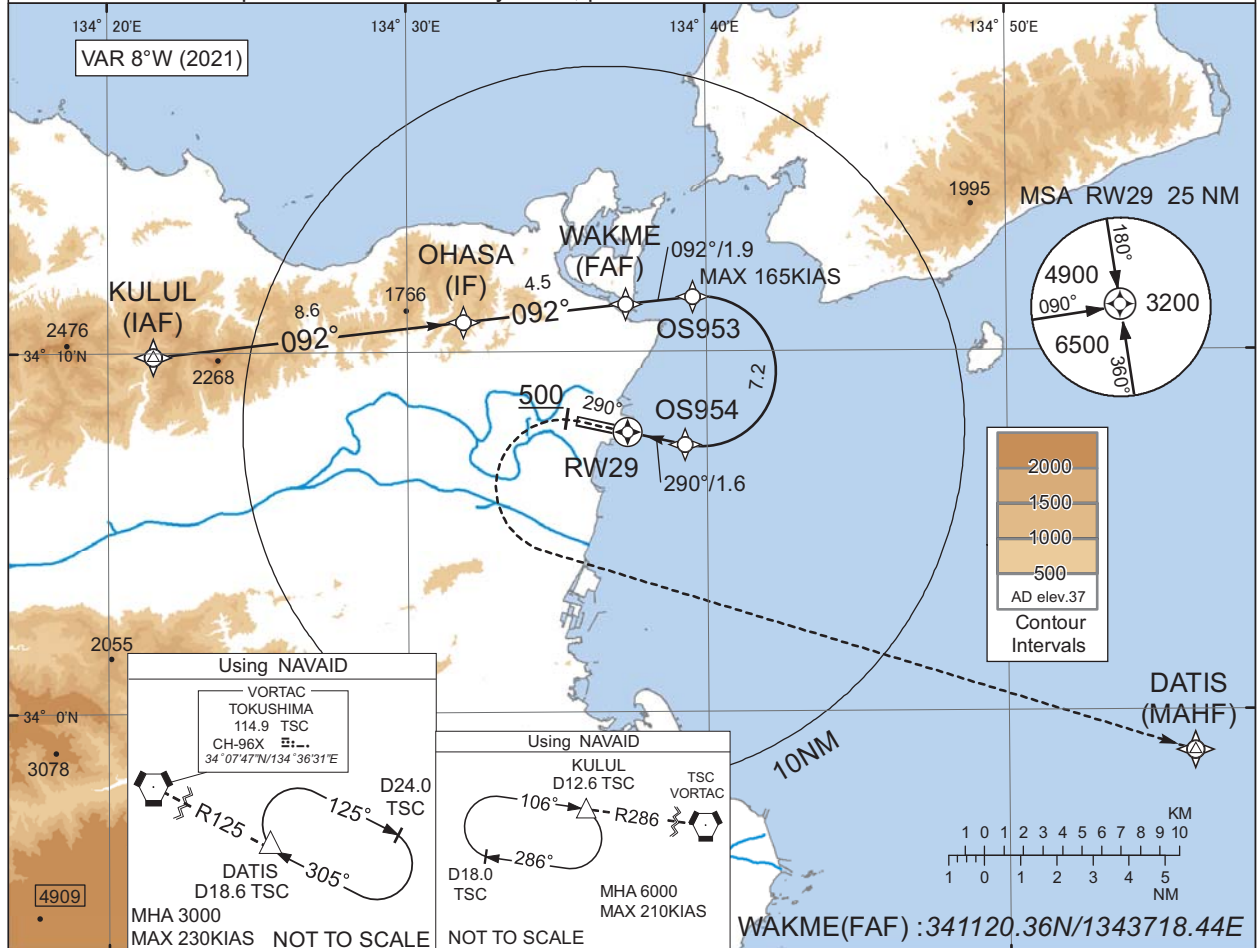 134° 20'E
134° 30'E
134° 40'E
134° 50'E
VAR 8°W (2021)
1995
MSA RW29 25 NM
180°
4900
090°
3200
6500
360°
WAKME
(FAF)
092°/1.9
MAX 165KIAS
OHASA
(IF)
4.5
092°
1766
OS953
KULUL
(IAF)
8.6
092°
2476
2268
34° 10'N
7.2
500
290°
OS954
RW29
290°/1.6
2000
1500
1000
500
AD elev.37
Contour
Intervals
2055
34° 0'N
3078
4909
10NM
DATIS
(MAHF)
Using NAVAID
VORTAC
TOKUSHIMA
114.9 TSC
CH-96X
34°07'47"N/134°36'31"E
R125
125°
D24.0
TSC
305°
DATIS
D18.6 TSC
MHA 3000
MAX 230KIAS
NOT TO SCALE
Using NAVAID
KULUL
D12.6 TSC
TSC
VORTAC
106°
R286
286°
D18.0
TSC
MHA 6000
MAX 210KIAS
NOT TO SCALE
KM
1 0 1 2 3 4 5 6 7 8 9 10
1 0 1 2 3 4 5
NM
WAKME(FAF) :341120.36N/1343718.44E